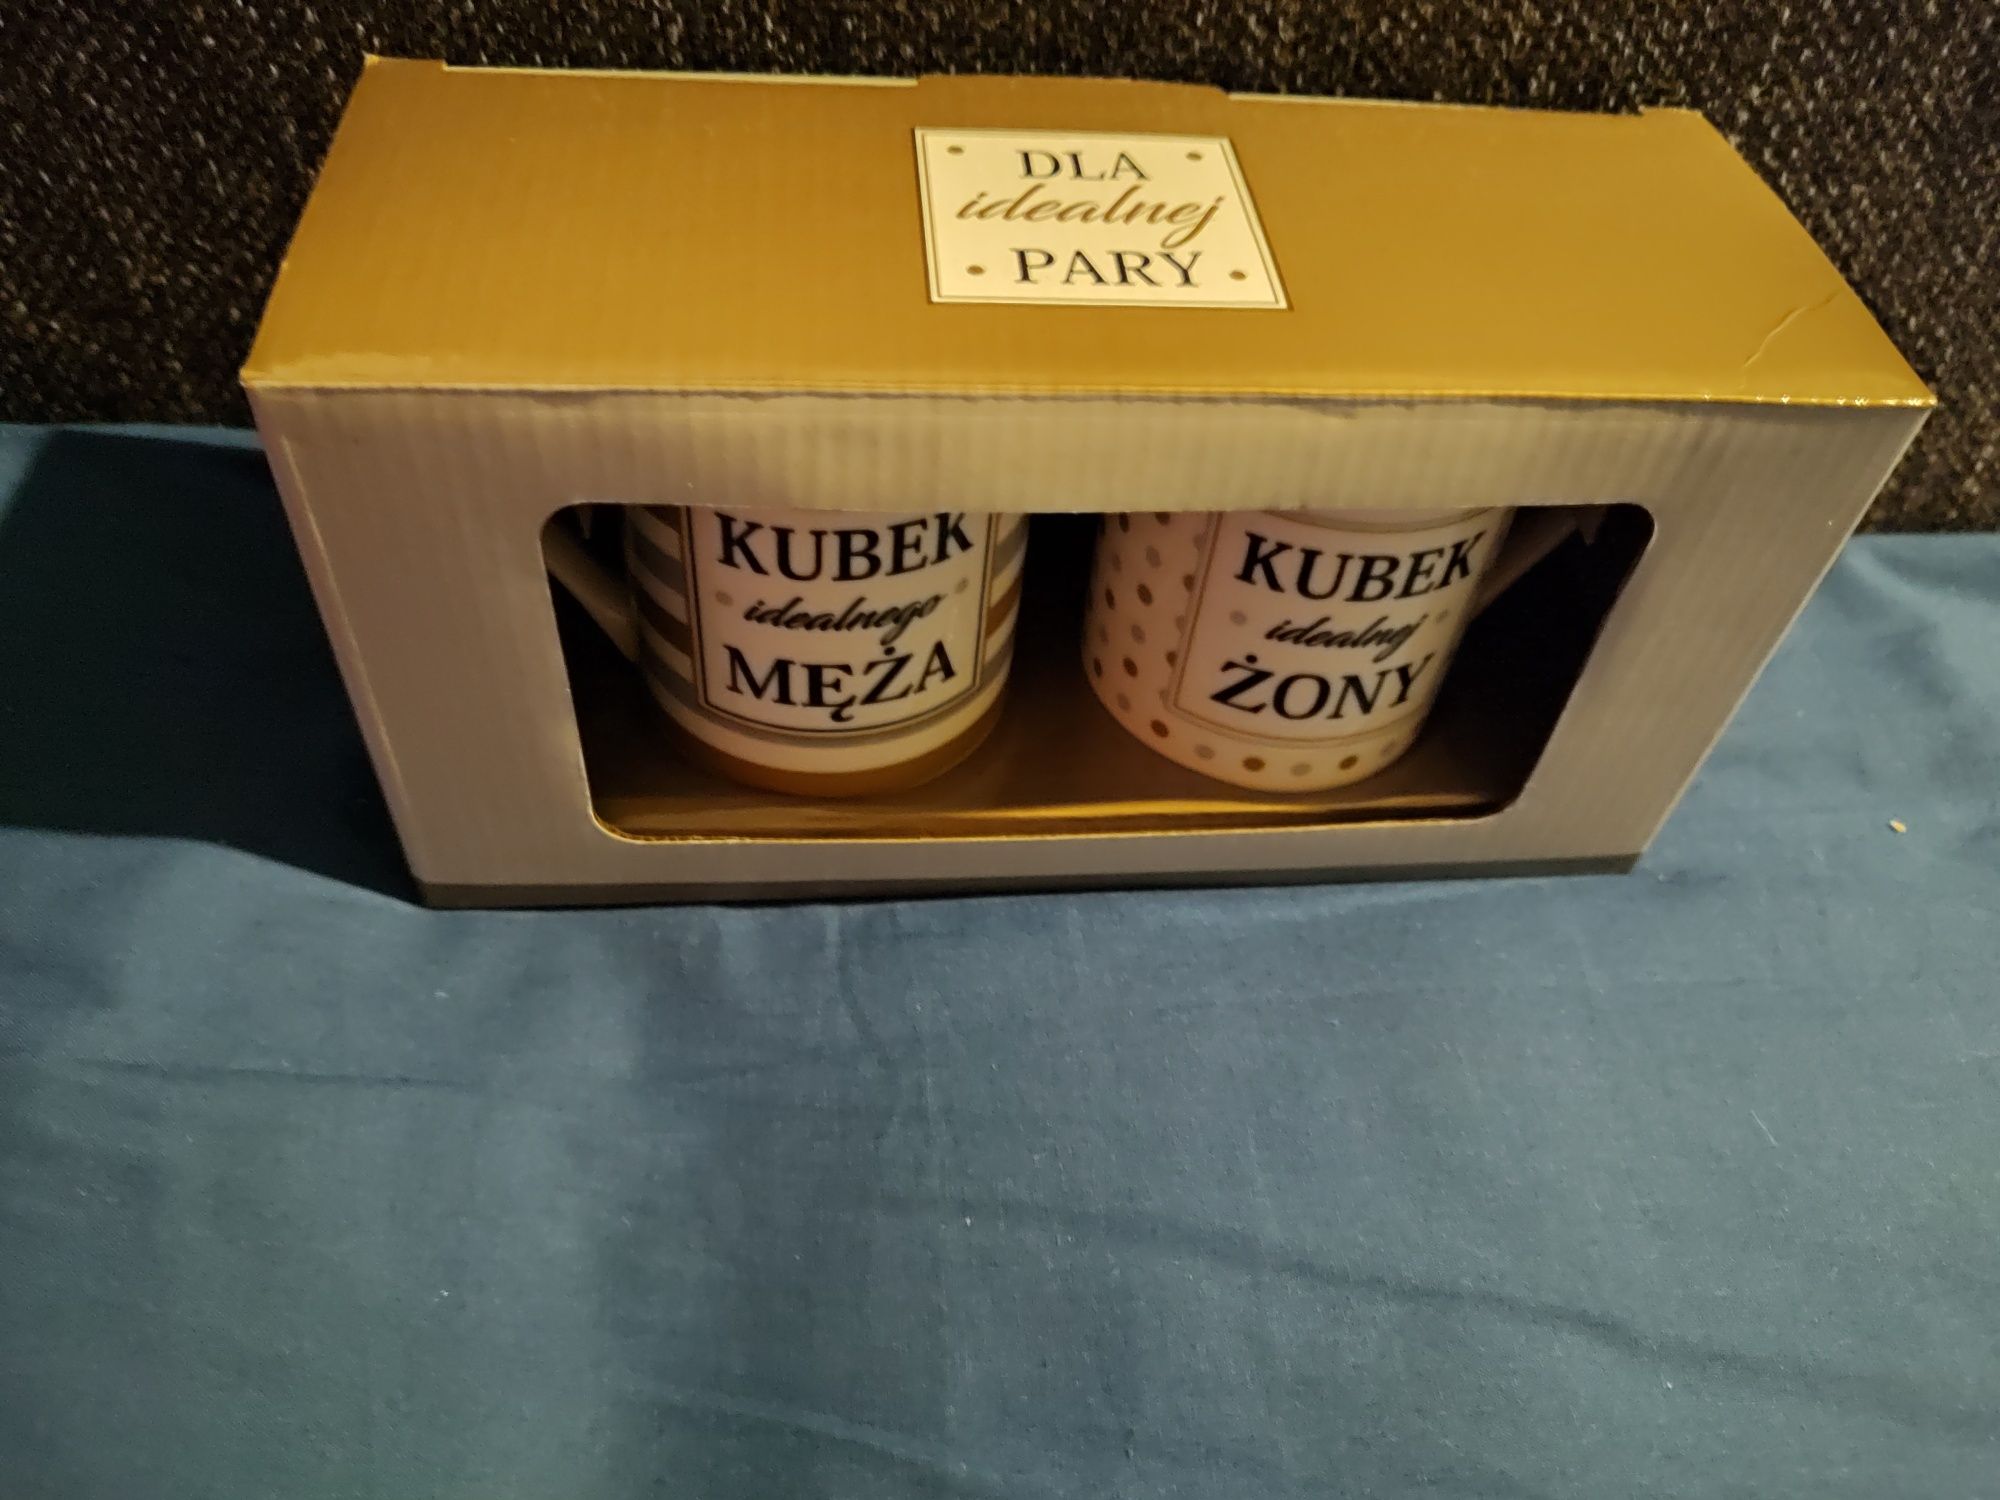 DLA
idealnej
PARY
KUBEK
idealnego
MĘŻA
KUBEK
idealnej
ŻONY